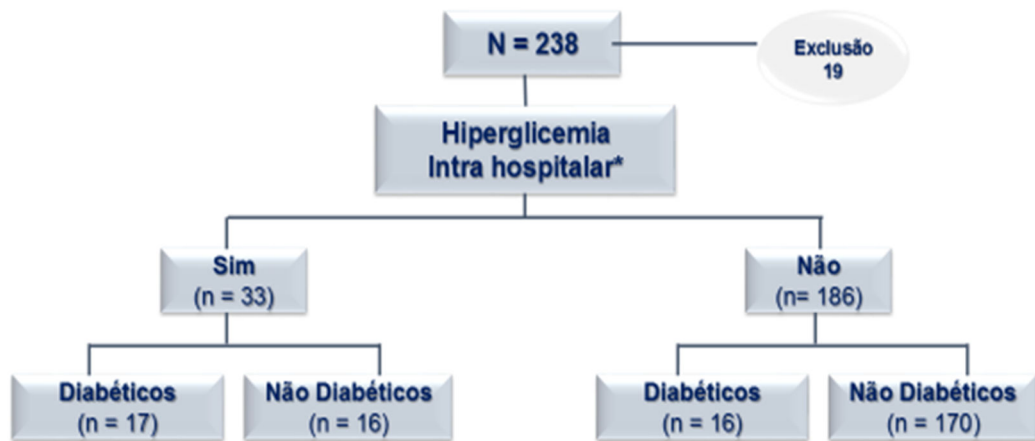 N = 238
Exclusão
19
Hiperglicemia
Intra hospitalar*
Sim
(n = 33)
Não
(n= 186)
Diabéticos
(n = 17)
Não Diabéticos
(n = 16)
Diabéticos
(n = 16)
Não Diabéticos
(n = 170)